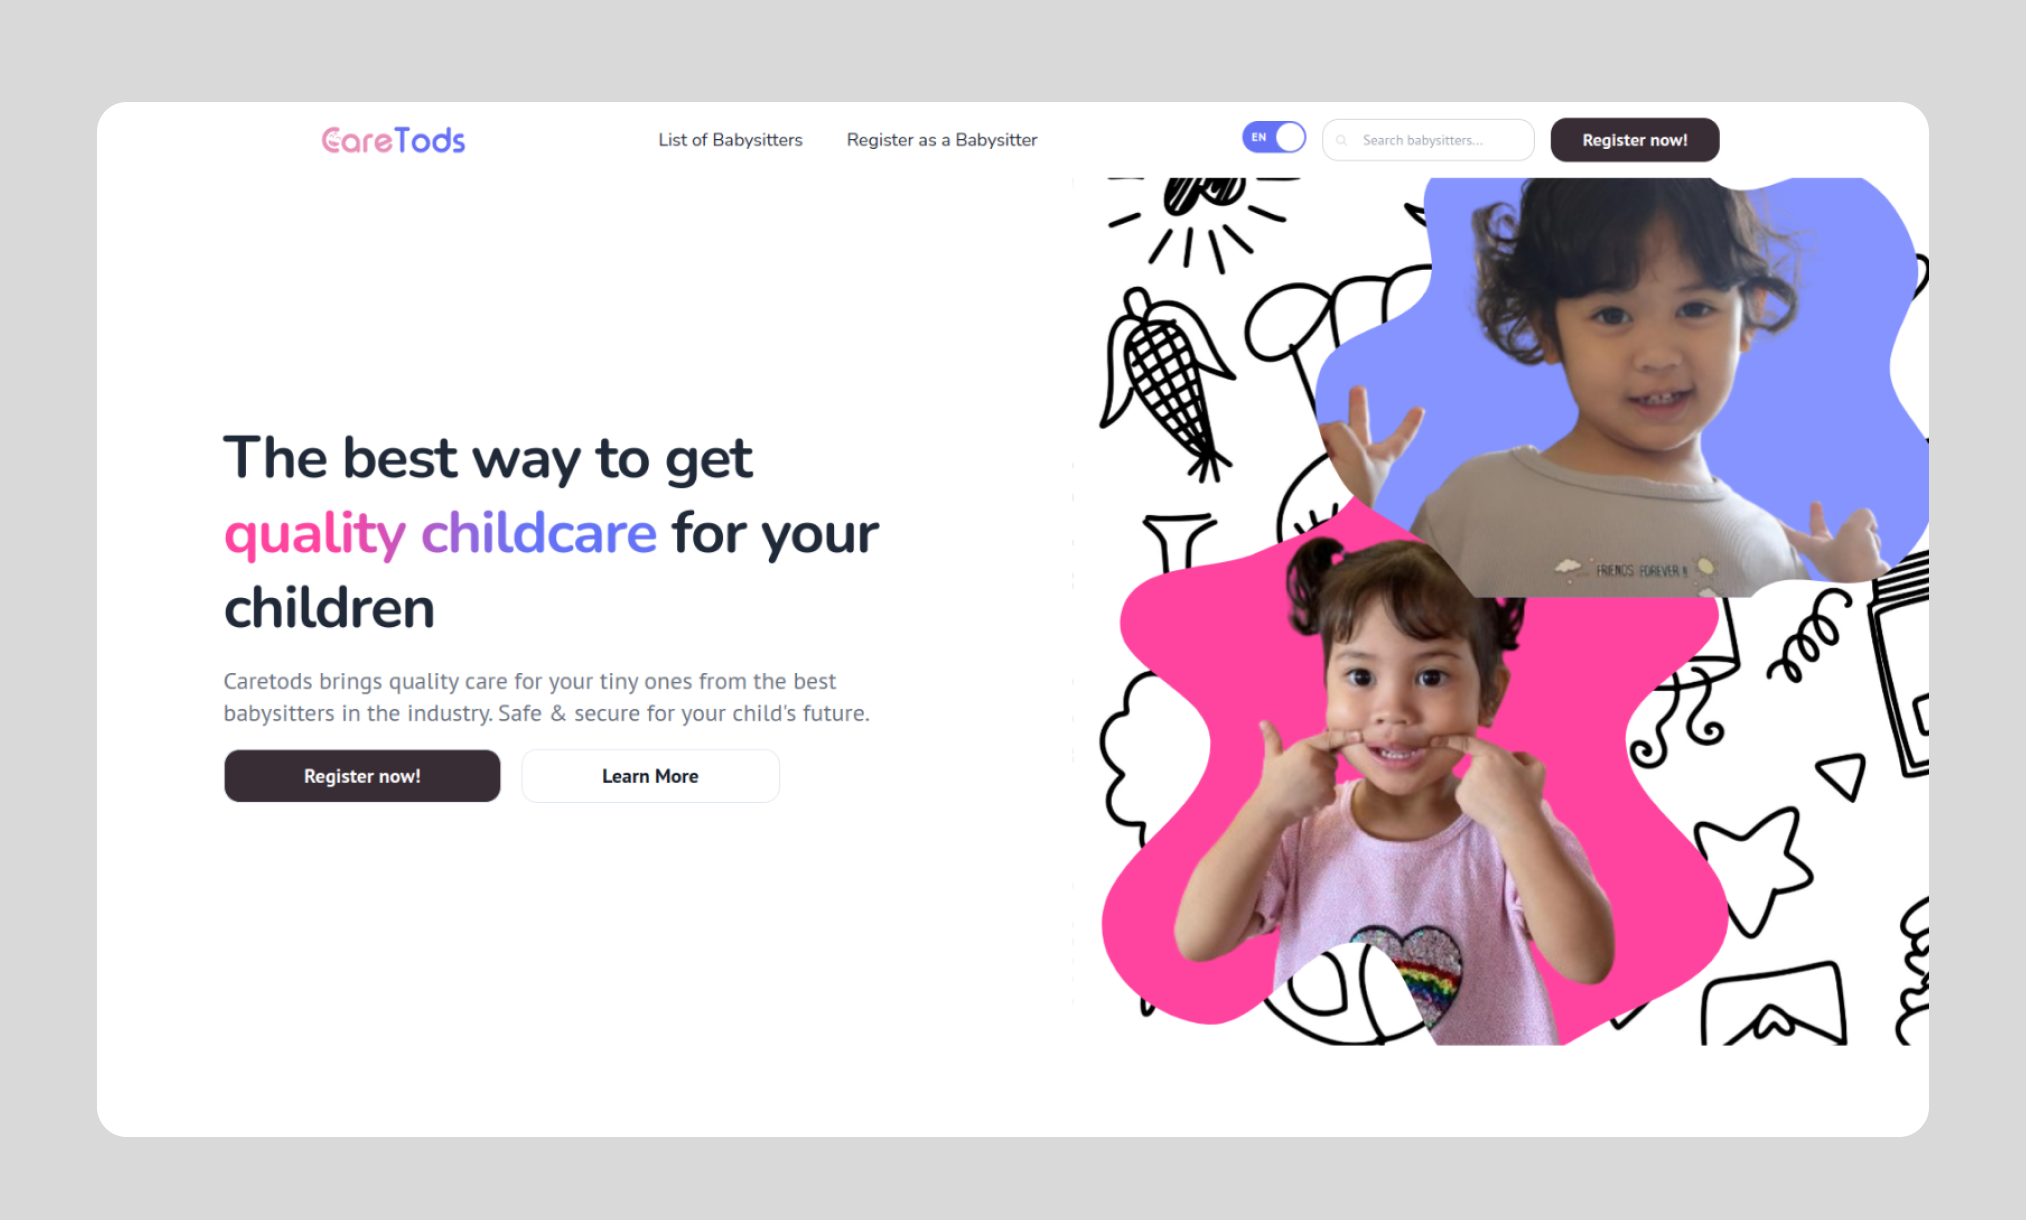 CareTods
List of Babysitters
Register as a Babysitter
EN
Search babysitters...
Register now!
The best way to get
quality childcare for your
children
Caretods brings quality care for your tiny ones from the best
babysitters in the industry. Safe & secure for your child's future.
Register now!
Learn More
FRIENDS FOREVER